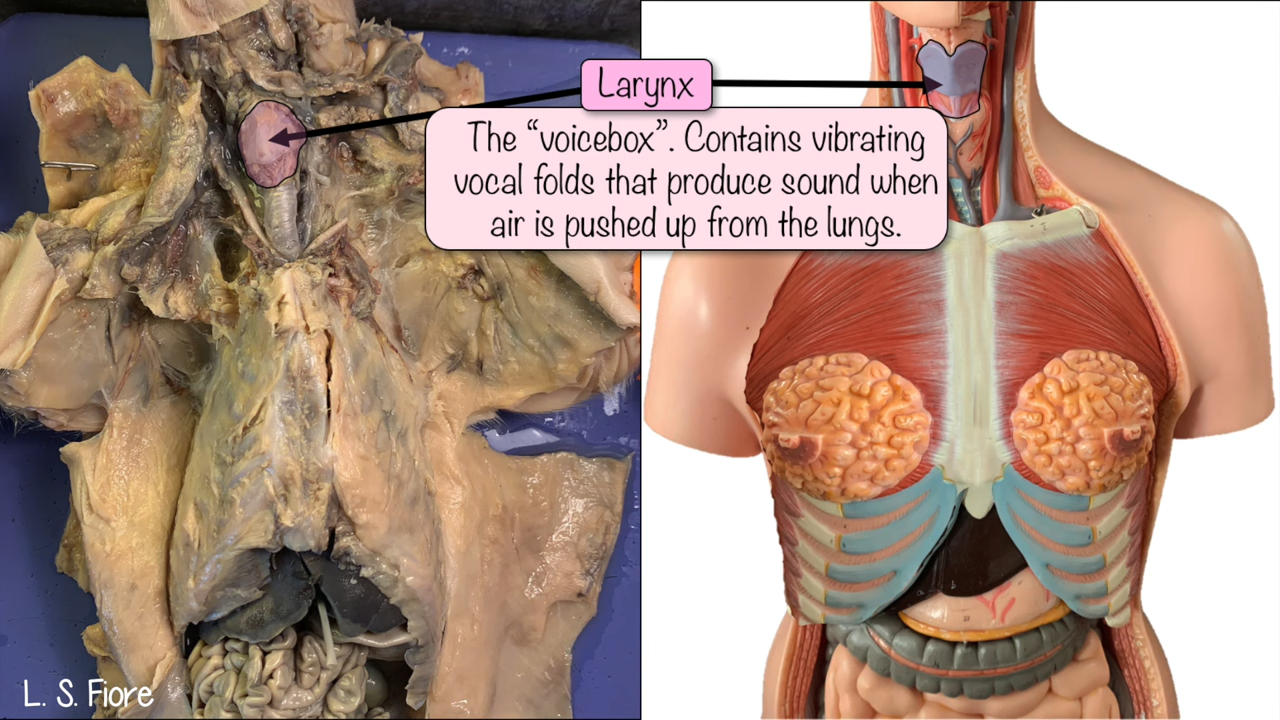 Larynx
The “voicebox”. Contains vibrating
vocal folds that produce sound when
air is pushed up from the lungs.
L. S. Fiore